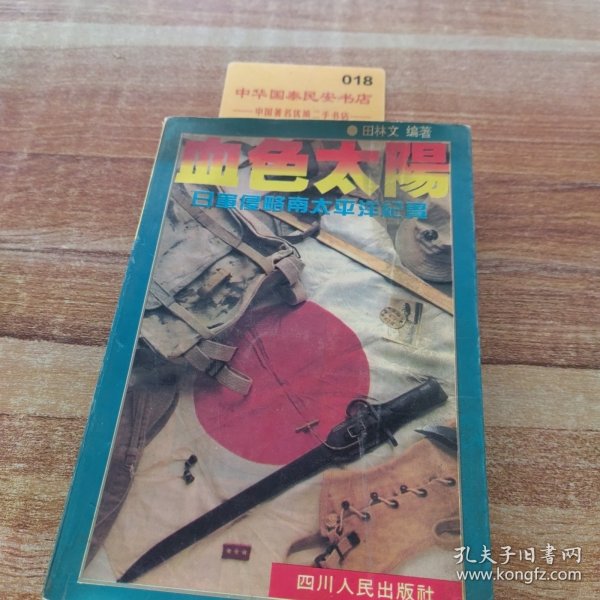 018
中华国泰民安书店
中国著名优质二手书店
田林文 编著
血色太陽
日軍侵略南太平洋紀實
四川人民出版社
孔夫子旧书网
www.kongfz.com